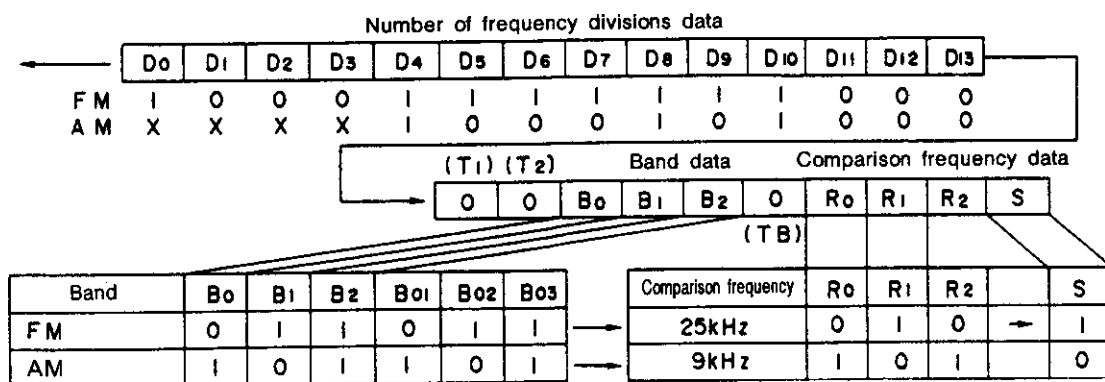 Number of frequency divisions data
D0 D1 D2 D3 D4 D5 D6 D7 D8 D9 D10 D11 D12 D13
FM 1 0 0 0 1 1 1 1 1 1 1 0 0 0
AM X X X X 1 0 0 0 1 0 1 0 0 0
(T1) (T2) Band data Comparison frequency data
0 0 B0 B1 B2 0 R0 R1 R2 S
(TB)
Band B0 B1 B2 B01 B02 B03 Comparison frequency R0 R1 R2 S
FM 0 1 1 0 1 1 → 25kHz 0 1 0 → 1
AM 1 0 1 1 0 1 → 9kHz 1 0 1 0